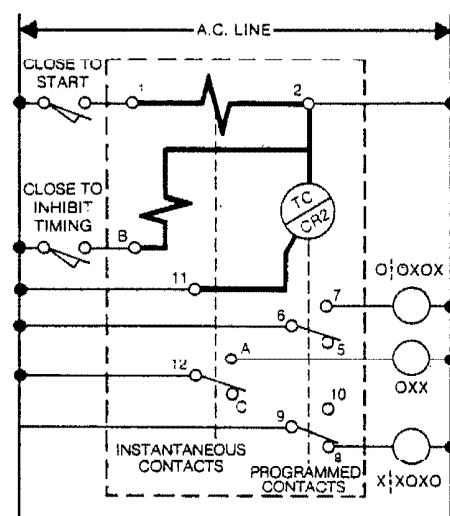 A.C. LINE
CLOSE TO
START
1
2
CLOSE TO
INHIBIT
TIMING
B
TC
CR2
11
7
O¦OXOX
6
5
A
OXX
12
C
10
9
8
X¦XOXO
INSTANTANEOUS
CONTACTS
PROGRAMMED
CONTACTS